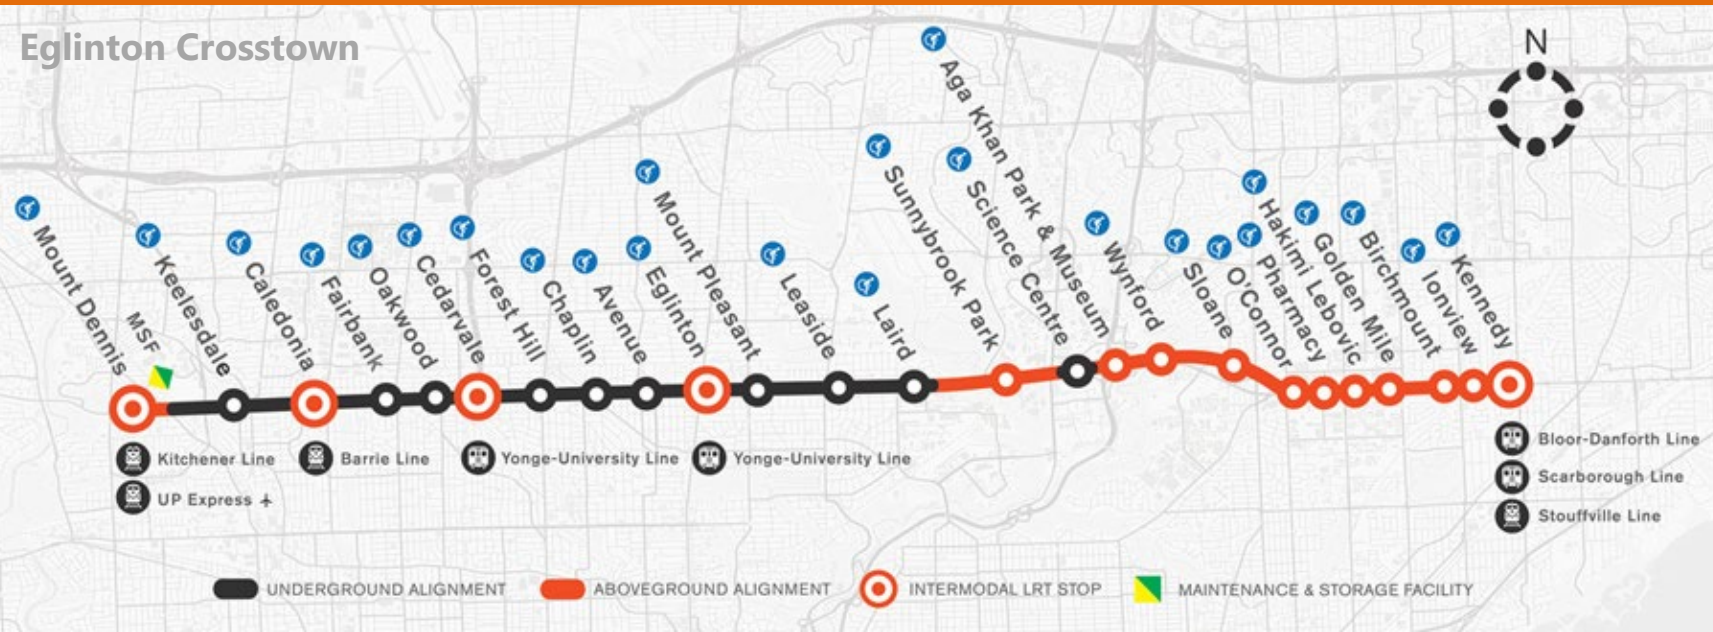 Eglinton Crosstown
N
Mount Dennis
MSF
Keelesdale
Caledonia
Fairbank
Oakwood
Cedarvale
Forest Hill
Chaplin
Avenue
Eglinton
Mount Pleasant
Leaside
Laird
Sunnybrook Park
Science Centre
Aga Khan Park & Museum
Wynford
Sloane
O'Connor
Pharmacy
Hakimi Lebovic
Golden Mile
Birchmount
Ionview
Kennedy
Kitchener Line
UP Express
Barrie Line
Yonge-University Line
Yonge-University Line
Bloor-Danforth Line
Scarborough Line
Stouffville Line
UNDERGROUND ALIGNMENT
ABOVEGROUND ALIGNMENT
INTERMODAL LRT STOP
MAINTENANCE & STORAGE FACILITY